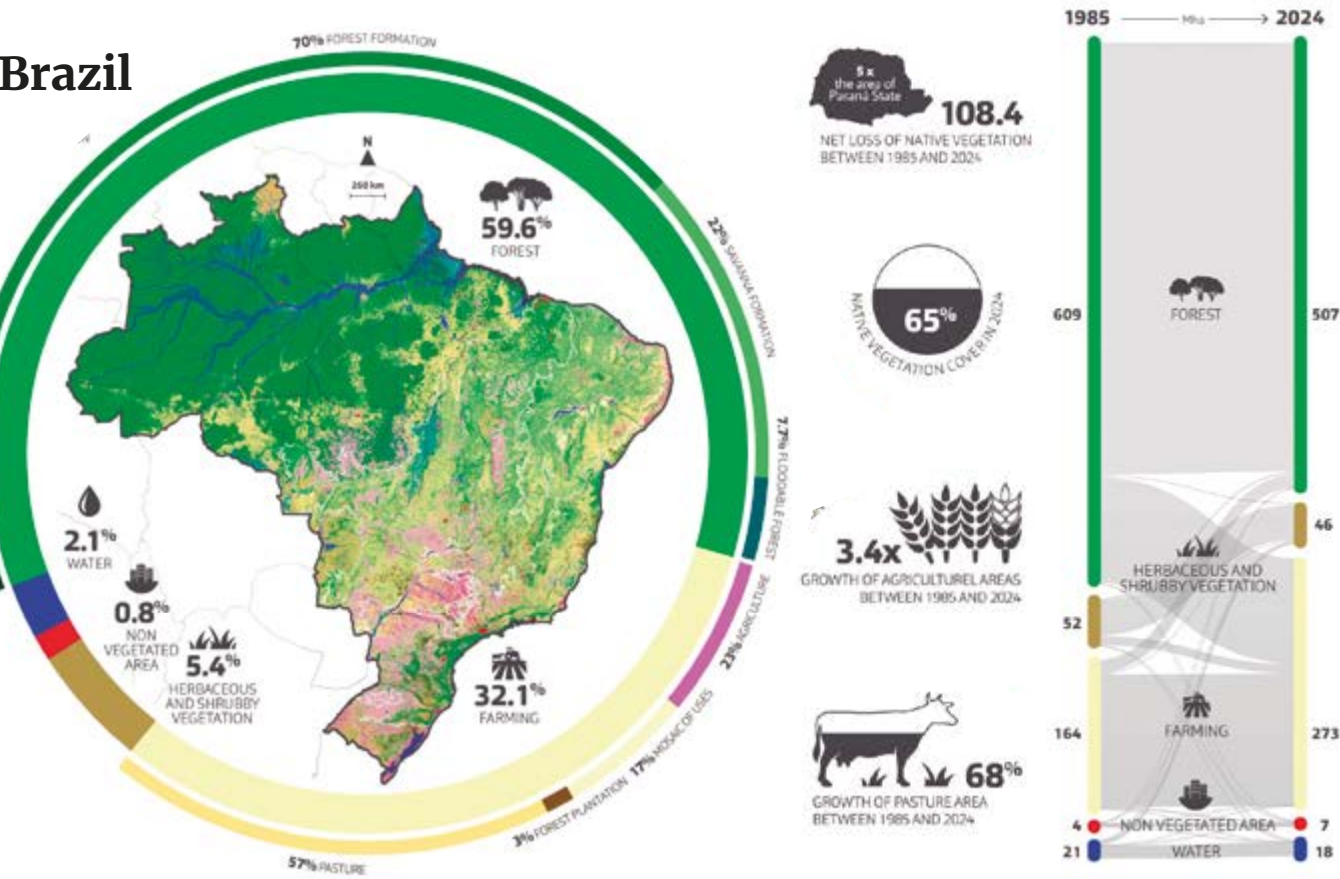 Brazil
70% FOREST FORMATION
22% SAVANNA FORMATION
7.7% FLOODABLE FOREST
23% AGRICULTURE
17% MOSAIC OF USES
3% FOREST PLANTATION
57% PASTURE
N
260 km
59.6%
FOREST
2.1%
WATER
0.8%
NON
VEGETATED
AREA
5.4%
HERBACEOUS
AND SHRUBBY
VEGETATION
32.1%
FARMING
5 x
the area of
Paraná State
108.4
NET LOSS OF NATIVE VEGETATION
BETWEEN 1985 AND 2024
65%
NATIVE VEGETATION COVER IN 2024
3.4x
GROWTH OF AGRICULTUREL AREAS
BETWEEN 1985 AND 2024
68%
GROWTH OF PASTURE AREA
BETWEEN 1985 AND 2024
1985 Mha 2024
609 FOREST 507
46
HERBACEOUS AND
SHRUBBY VEGETATION
52
164 FARMING 273
4 NON VEGETATED AREA 7
21 WATER 18